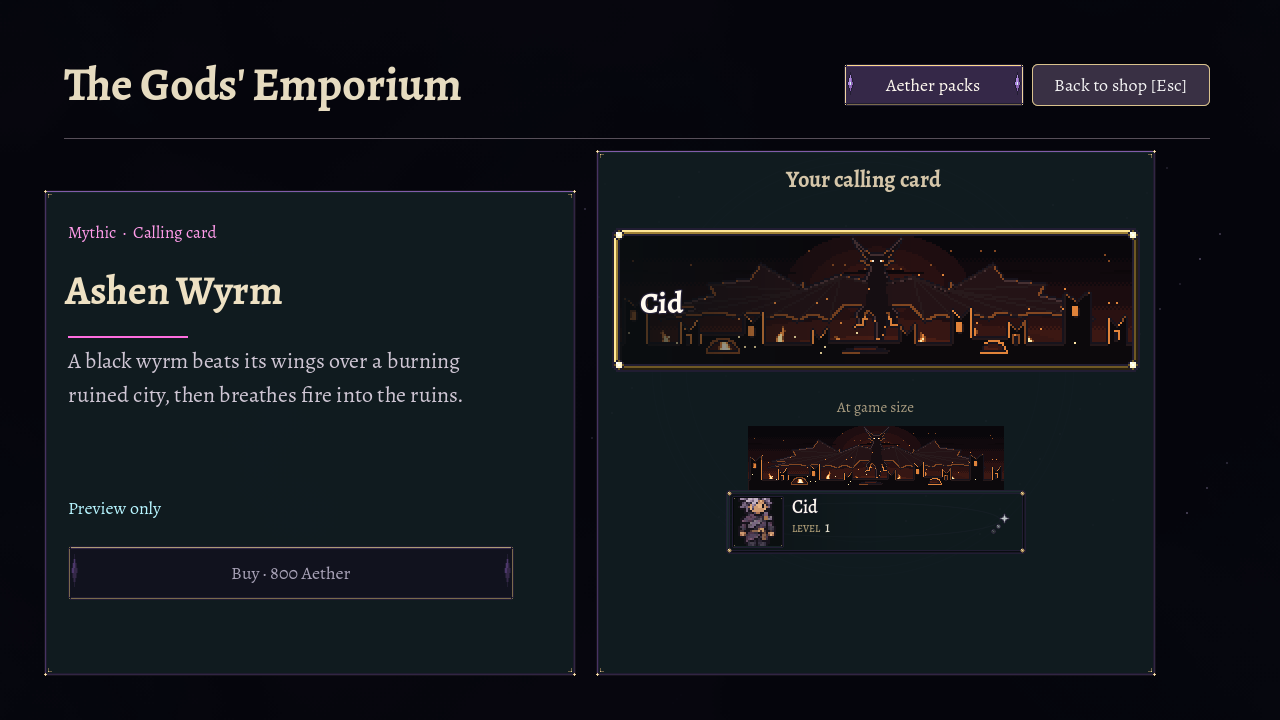 The Gods' Emporium
Aether packs
Back to shop [Esc]
Mythic · Calling card
Ashen Wyrm
A black wyrm beats its wings over a burning
ruined city, then breathes fire into the ruins.
Preview only
Buy · 800 Aether
Your calling card
Cid
At game size
Cid
LEVEL 1